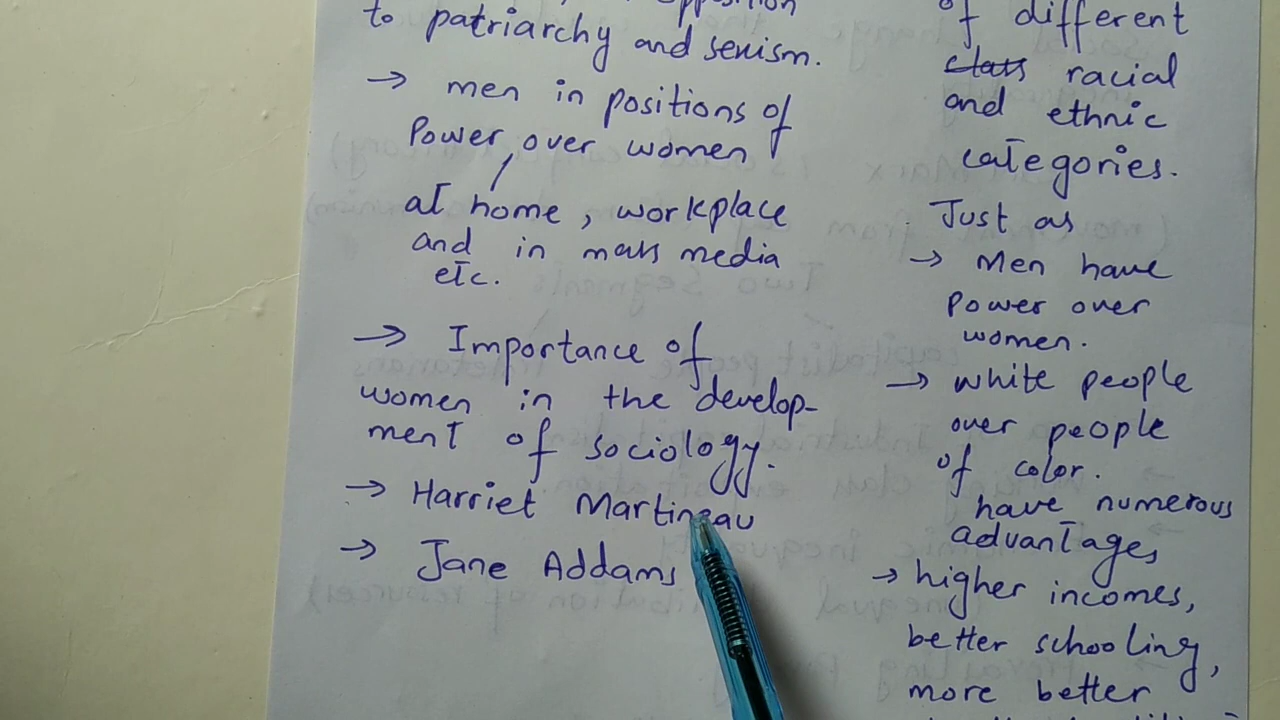 opposition
to patriarchy and sexism.
→ men in positions of
Power over women
at home, workplace
and in mass media
etc.
→ Importance of
women in the develop-
ment of sociology.
→ Harriet Martineau
→ Jane Addams
of different
class racial
and ethnic
categories.
Just as
→ Men have
power over
women.
→ white people
over people
of color.
have numerous
advantages
→ higher incomes,
better schooling,
more better